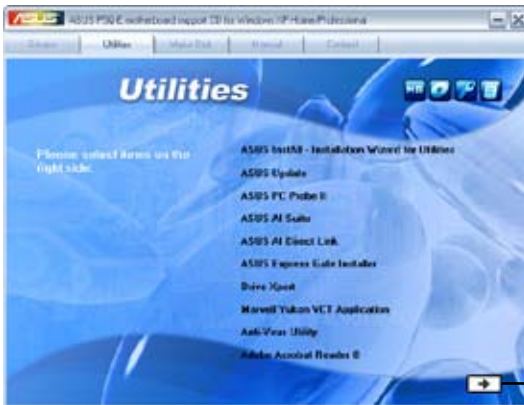 ASUS P5Q-E motherboard support CD for Windows XP Home/Professional
Drivers Utilities Make Disk Manual Contact
Utilities
Please select items on the
right side.
ASUS InstAll - Installation Wizard for Utilities
ASUS Update
ASUS PC Probe II
ASUS AI Suite
ASUS AI Direct Link
ASUS Express Gate Installer
Drive Xpert
Marvell Yukon VCT Application
Anti-Virus Utility
Adobe Acrobat Reader 8